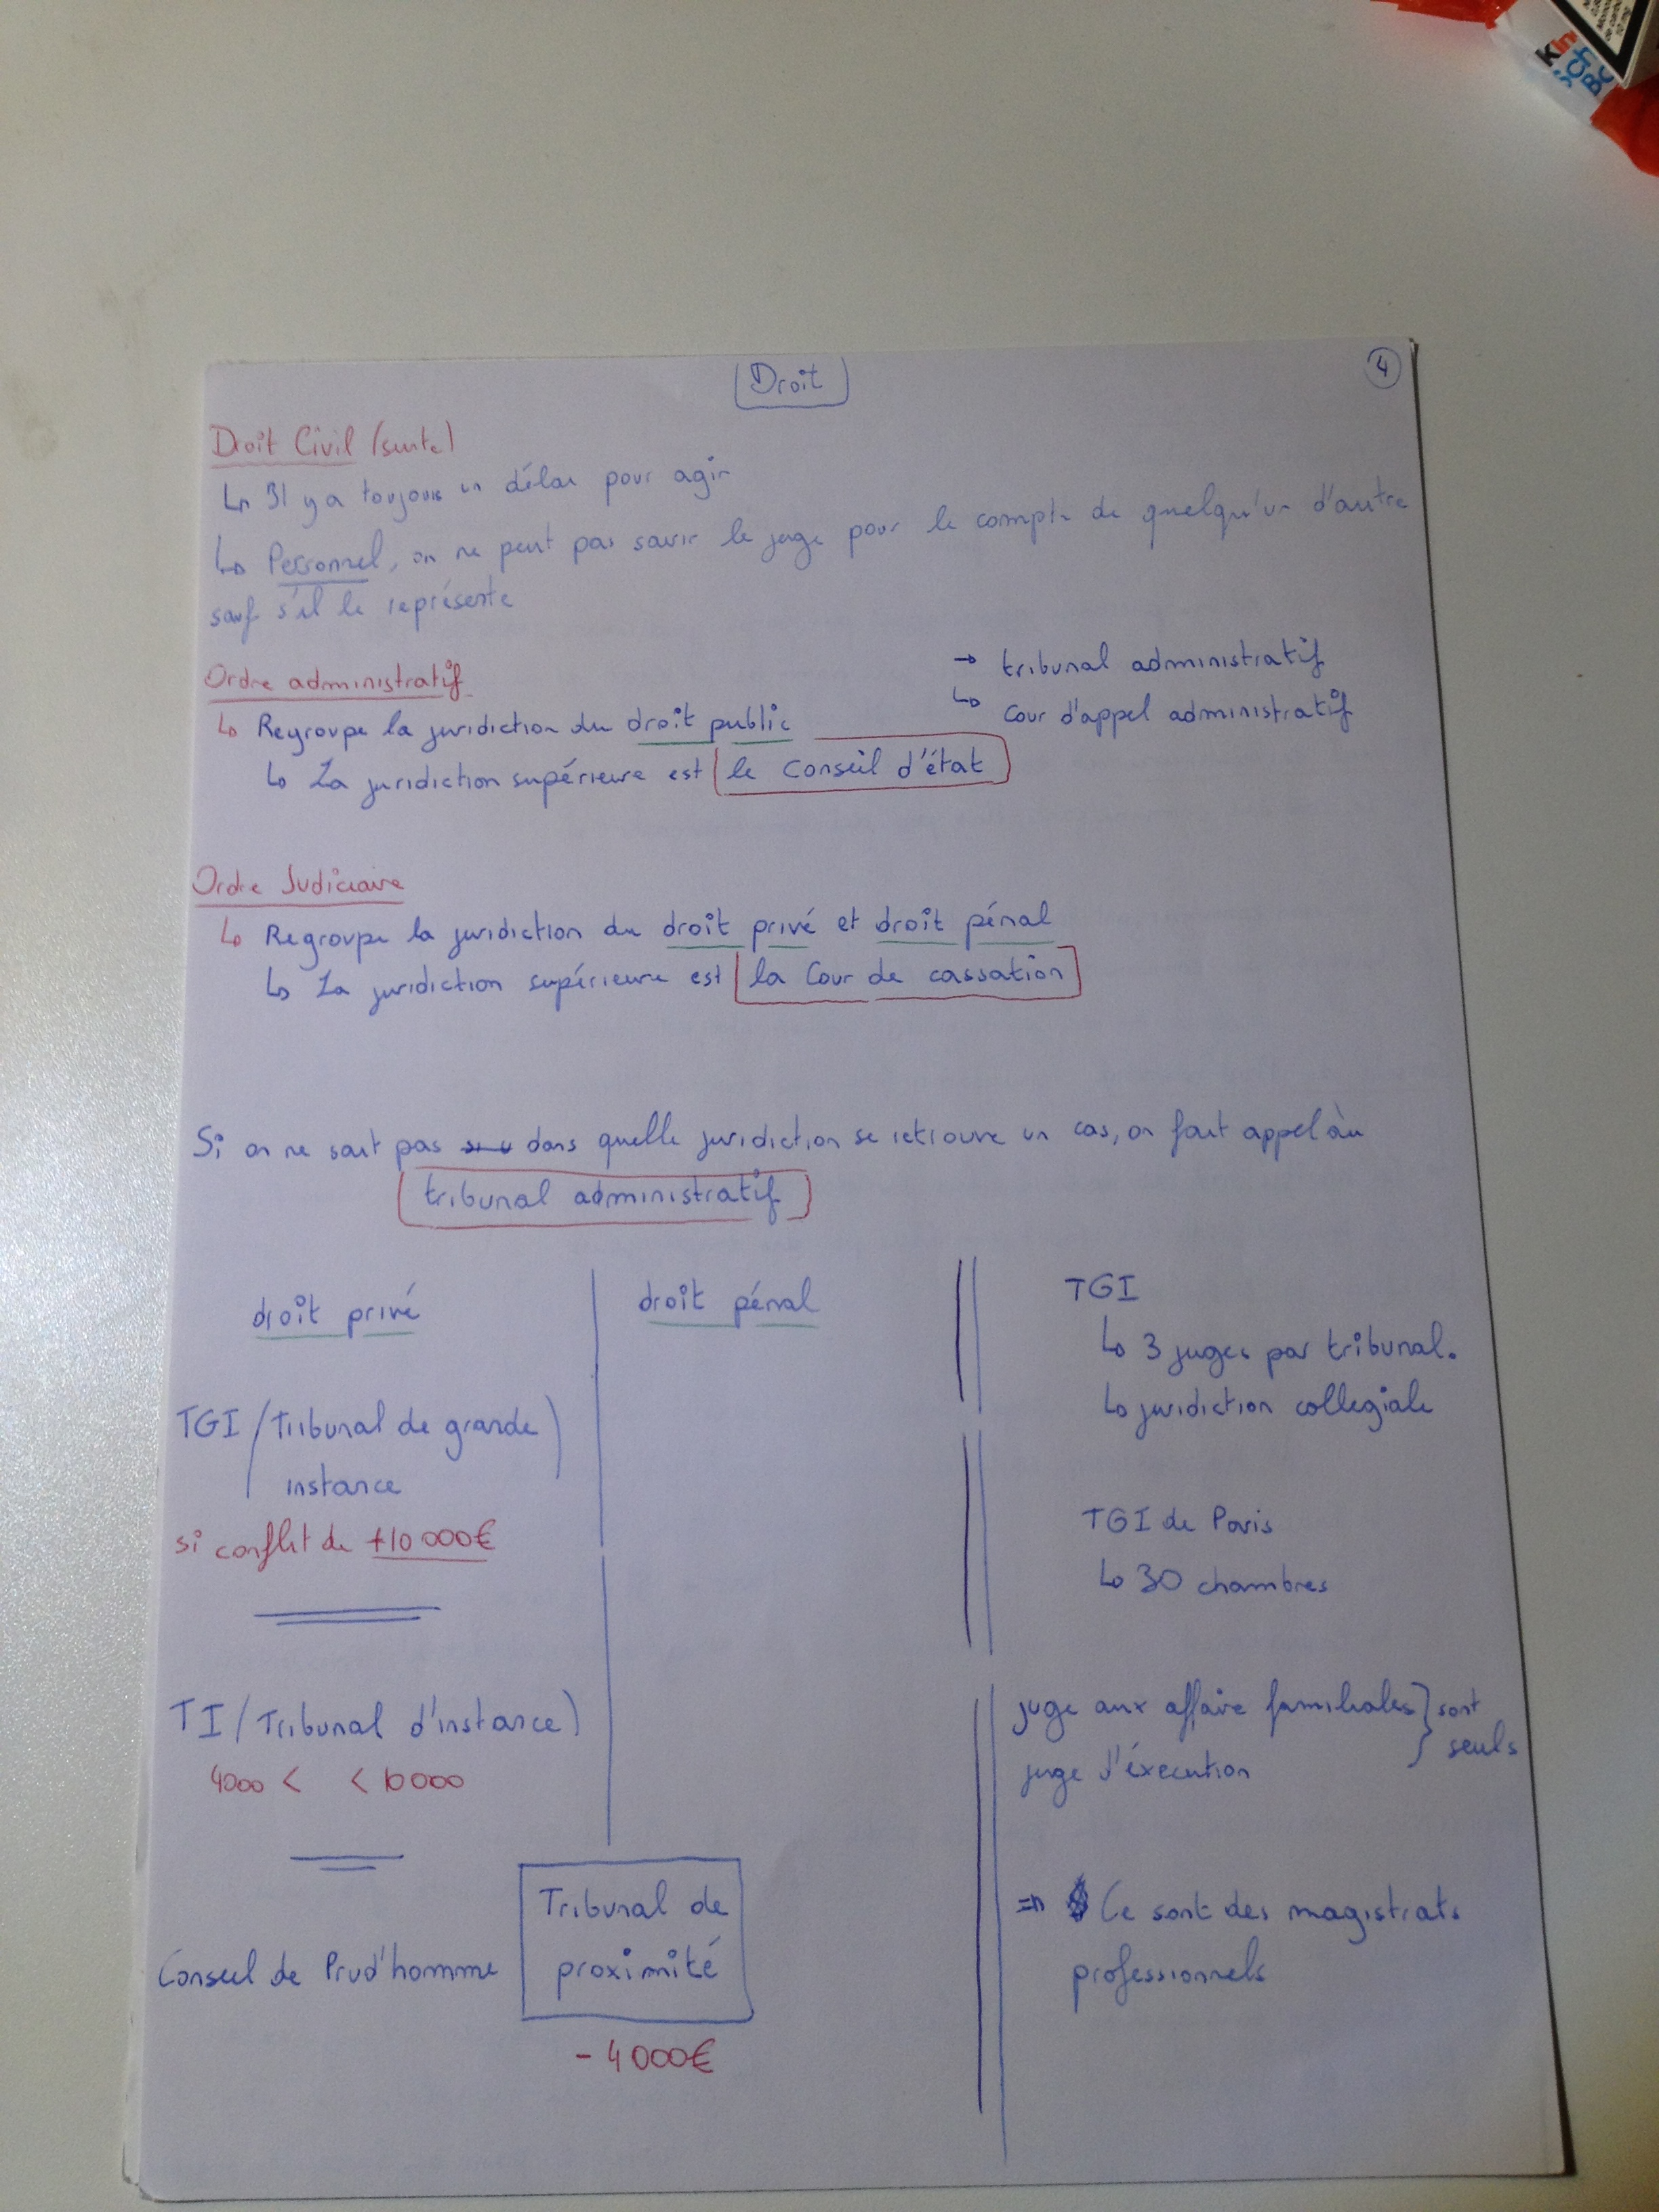 Droit
4
Droit Civil (suite)
↳ Il y a toujours un délai pour agir
↳ Personnel, on ne peut pas saisir le juge pour le compte de quelqu'un d'autre
sauf s'il le représente
Ordre administratif
→ tribunal administratif
↳ Cour d'appel administratif
↳ Regroupe la juridiction du droit public
↳ La juridiction supérieure est le Conseil d'état
Ordre Judiciaire
↳ Regroupe la juridiction du droit privé et droit pénal
↳ La juridiction supérieure est la Cour de cassation
Si on ne sait pas dans quelle juridiction se retrouve un cas, on fait appel au
tribunal administratif
droit privé
droit pénal
TGI (Tribunal de grande
instance)
si conflit de +10 000€
TI (Tribunal d'instance)
4000 < < 10000
Conseil de Prud'homme
Tribunal de
proximité
- 4000€
TGI
↳ 3 juges par tribunal.
↳ juridiction collegiale
TGI de Paris
↳ 30 chambres
juge aux affaire familiales } sont
juge d'éxecution } seuls
⇒ Ce sont des magistrats
professionnels